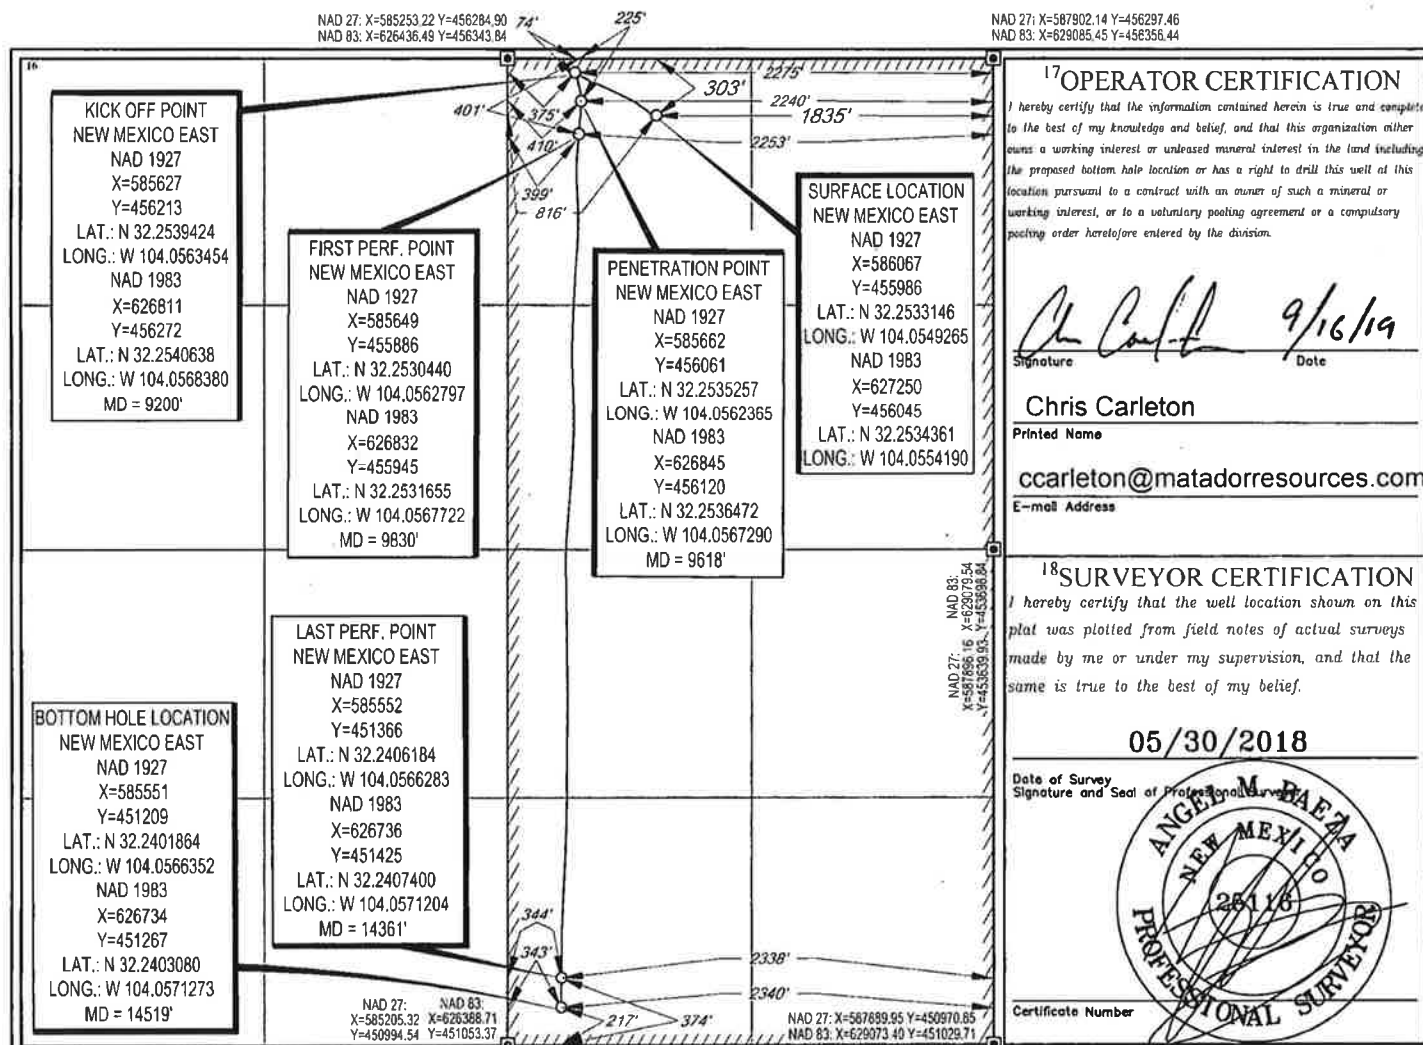 NAD 27: X=585253.22 Y=456284.90
NAD 83: X=626436.49 Y=456343.84
74'
225'
NAD 27: X=587902.14 Y=456297.46
NAD 83: X=629085.45 Y=456356.44
16
2275'
303'
2240'
1835'
2253'
401'
375'
410'
399'
816'
KICK OFF POINT
NEW MEXICO EAST
NAD 1927
X=585627
Y=456213
LAT.: N 32.2539424
LONG.: W 104.0563454
NAD 1983
X=626811
Y=456272
LAT.: N 32.2540638
LONG.: W 104.0568380
MD = 9200'
FIRST PERF. POINT
NEW MEXICO EAST
NAD 1927
X=585649
Y=455886
LAT.: N 32.2530440
LONG.: W 104.0562797
NAD 1983
X=626832
Y=455945
LAT.: N 32.2531655
LONG.: W 104.0567722
MD = 9830'
PENETRATION POINT
NEW MEXICO EAST
NAD 1927
X=585662
Y=456061
LAT.: N 32.2535257
LONG.: W 104.0562365
NAD 1983
X=626845
Y=456120
LAT.: N 32.2536472
LONG.: W 104.0567290
MD = 9618'
SURFACE LOCATION
NEW MEXICO EAST
NAD 1927
X=586067
Y=455986
LAT.: N 32.2533146
LONG.: W 104.0549265
NAD 1983
X=627250
Y=456045
LAT.: N 32.2534361
LONG.: W 104.0554190
NAD 83:
X=629079.54
Y=453698.84
NAD 27:
X=587896.16
Y=453639.93
LAST PERF. POINT
NEW MEXICO EAST
NAD 1927
X=585552
Y=451366
LAT.: N 32.2406184
LONG.: W 104.0566283
NAD 1983
X=626736
Y=451425
LAT.: N 32.2407400
LONG.: W 104.0571204
MD = 14361'
BOTTOM HOLE LOCATION
NEW MEXICO EAST
NAD 1927
X=585551
Y=451209
LAT.: N 32.2401864
LONG.: W 104.0566352
NAD 1983
X=626734
Y=451267
LAT.: N 32.2403080
LONG.: W 104.0571273
MD = 14519'
344'
343'
2338'
2340'
217'
374'
NAD 27:
X=585205.32
Y=450994.54
NAD 83:
X=626388.71
Y=451053.37
NAD 27: X=587889.95 Y=450970.85
NAD 83: X=629073.40 Y=451029.71
17 OPERATOR CERTIFICATION
I hereby certify that the information contained herein is true and complete
to the best of my knowledge and belief, and that this organization either
owns a working interest or unleased mineral interest in the land including
the proposed bottom hole location or has a right to drill this well at this
location pursuant to a contract with an owner of such a mineral or
working interest, or to a voluntary pooling agreement or a compulsory
pooling order heretofore entered by the division.
9/16/19
Signature Date
Chris Carleton
Printed Name
ccarleton@matadorresources.com
E-mail Address
18 SURVEYOR CERTIFICATION
I hereby certify that the well location shown on this
plat was plotted from field notes of actual surveys
made by me or under my supervision, and that the
same is true to the best of my belief.
05/30/2018
Date of Survey
Signature and Seal of Professional Surveyor
ANGEL M. BAEZA
NEW MEXICO
25116
PROFESSIONAL SURVEYOR
Certificate Number